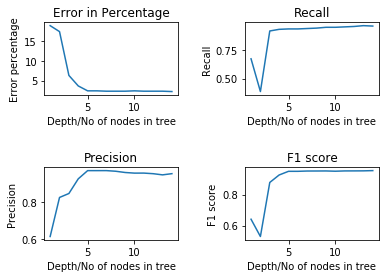 Error in Percentage
Error percentage
15
10
5
5
10
Depth/No of nodes in tree
Recall
Recall
0.75
0.50
5
10
Depth/No of nodes in tree
Precision
Precision
0.8
0.6
5
10
Depth/No of nodes in tree
F1 score
F1 score
0.8
0.6
5
10
Depth/No of nodes in tree